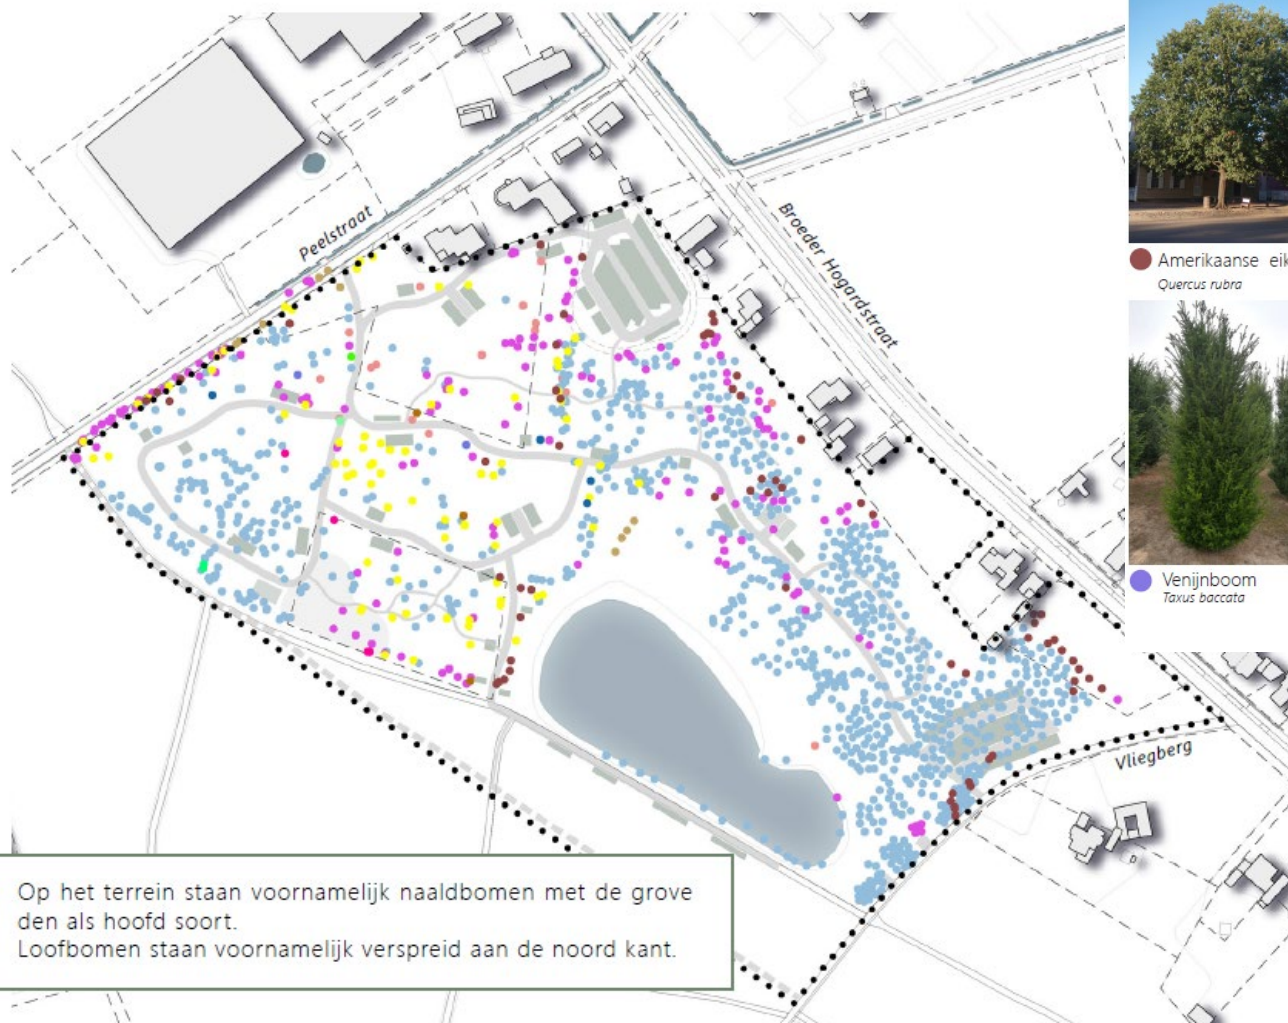 Peelstraat
Broeder Hogardstraat
Amerikaanse eik
Quercus rubra
Venijnboom
Taxus baccata
Vliegberg
Op het terrein staan voornamelijk naaldbomen met de grove
den als hoofd soort.
Loofbomen staan voornamelijk verspreid aan de noord kant.